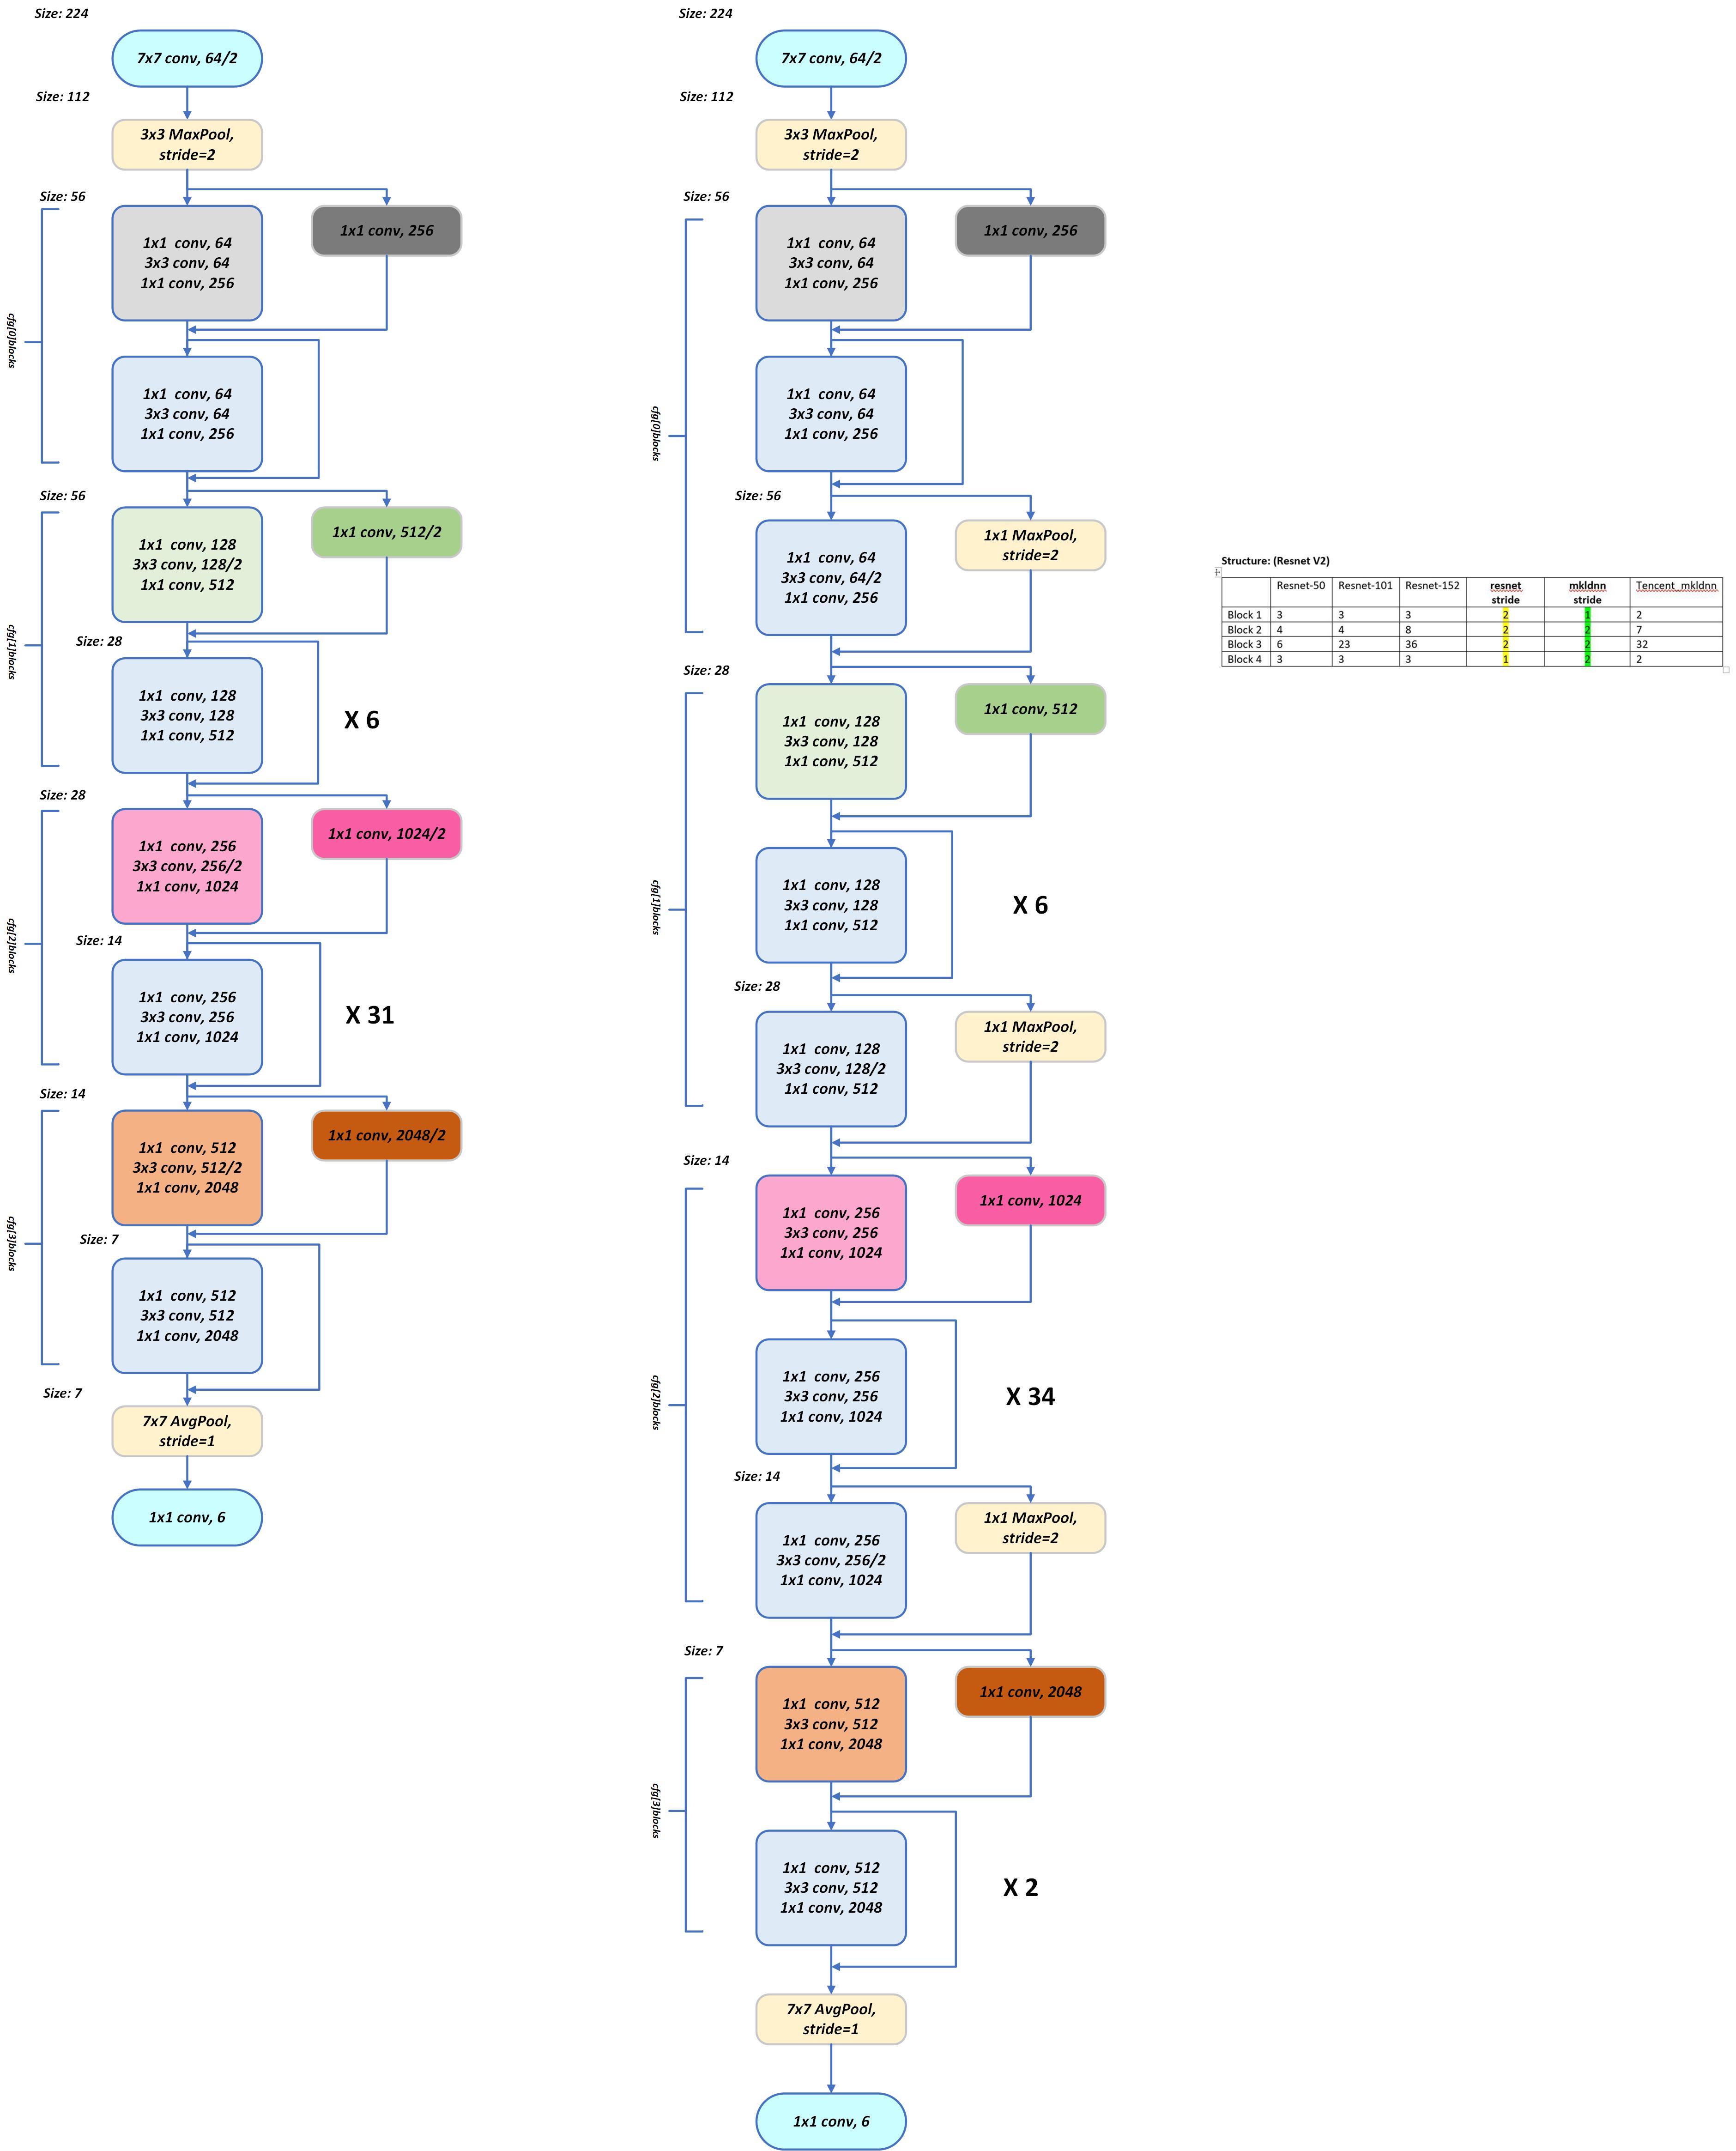 Size: 224
7x7 conv, 64/2
Size: 112
3x3 MaxPool,
stride=2
Size: 56
cfg[0]blocks
1x1 conv, 64
3x3 conv, 64
1x1 conv, 256
1x1 conv, 256
1x1 conv, 64
3x3 conv, 64
1x1 conv, 256
Size: 56
cfg[1]blocks
1x1 conv, 128
3x3 conv, 128/2
1x1 conv, 512
1x1 conv, 512/2
Size: 28
1x1 conv, 128
3x3 conv, 128
1x1 conv, 512
X 6
Size: 28
cfg[2]blocks
1x1 conv, 256
3x3 conv, 256/2
1x1 conv, 1024
1x1 conv, 1024/2
Size: 14
1x1 conv, 256
3x3 conv, 256
1x1 conv, 1024
X 31
Size: 14
cfg[3]blocks
1x1 conv, 512
3x3 conv, 512/2
1x1 conv, 2048
1x1 conv, 2048/2
Size: 7
1x1 conv, 512
3x3 conv, 512
1x1 conv, 2048
Size: 7
7x7 AvgPool,
stride=1
1x1 conv, 6
Size: 224
7x7 conv, 64/2
Size: 112
3x3 MaxPool,
stride=2
Size: 56
cfg[0]blocks
1x1 conv, 64
3x3 conv, 64
1x1 conv, 256
1x1 conv, 256
1x1 conv, 64
3x3 conv, 64
1x1 conv, 256
Size: 56
1x1 conv, 64
3x3 conv, 64/2
1x1 conv, 256
1x1 MaxPool,
stride=2
Size: 28
cfg[1]blocks
1x1 conv, 128
3x3 conv, 128
1x1 conv, 512
1x1 conv, 512
1x1 conv, 128
3x3 conv, 128
1x1 conv, 512
X 6
Size: 28
1x1 conv, 128
3x3 conv, 128/2
1x1 conv, 512
1x1 MaxPool,
stride=2
Size: 14
cfg[2]blocks
1x1 conv, 256
3x3 conv, 256
1x1 conv, 1024
1x1 conv, 1024
1x1 conv, 256
3x3 conv, 256
1x1 conv, 1024
X 34
Size: 14
1x1 conv, 256
3x3 conv, 256/2
1x1 conv, 1024
1x1 MaxPool,
stride=2
Size: 7
cfg[3]blocks
1x1 conv, 512
3x3 conv, 512
1x1 conv, 2048
1x1 conv, 2048
1x1 conv, 512
3x3 conv, 512
1x1 conv, 2048
X 2
7x7 AvgPool,
stride=1
1x1 conv, 6
Structure: (Resnet V2)
Resnet-50 Resnet-101 Resnet-152 resnet mkldnn Tencent_mkldnn
stride stride
Block 1 3 3 3 2 1 2
Block 2 4 4 8 2 2 7
Block 3 6 23 36 2 2 32
Block 4 3 3 3 1 2 2